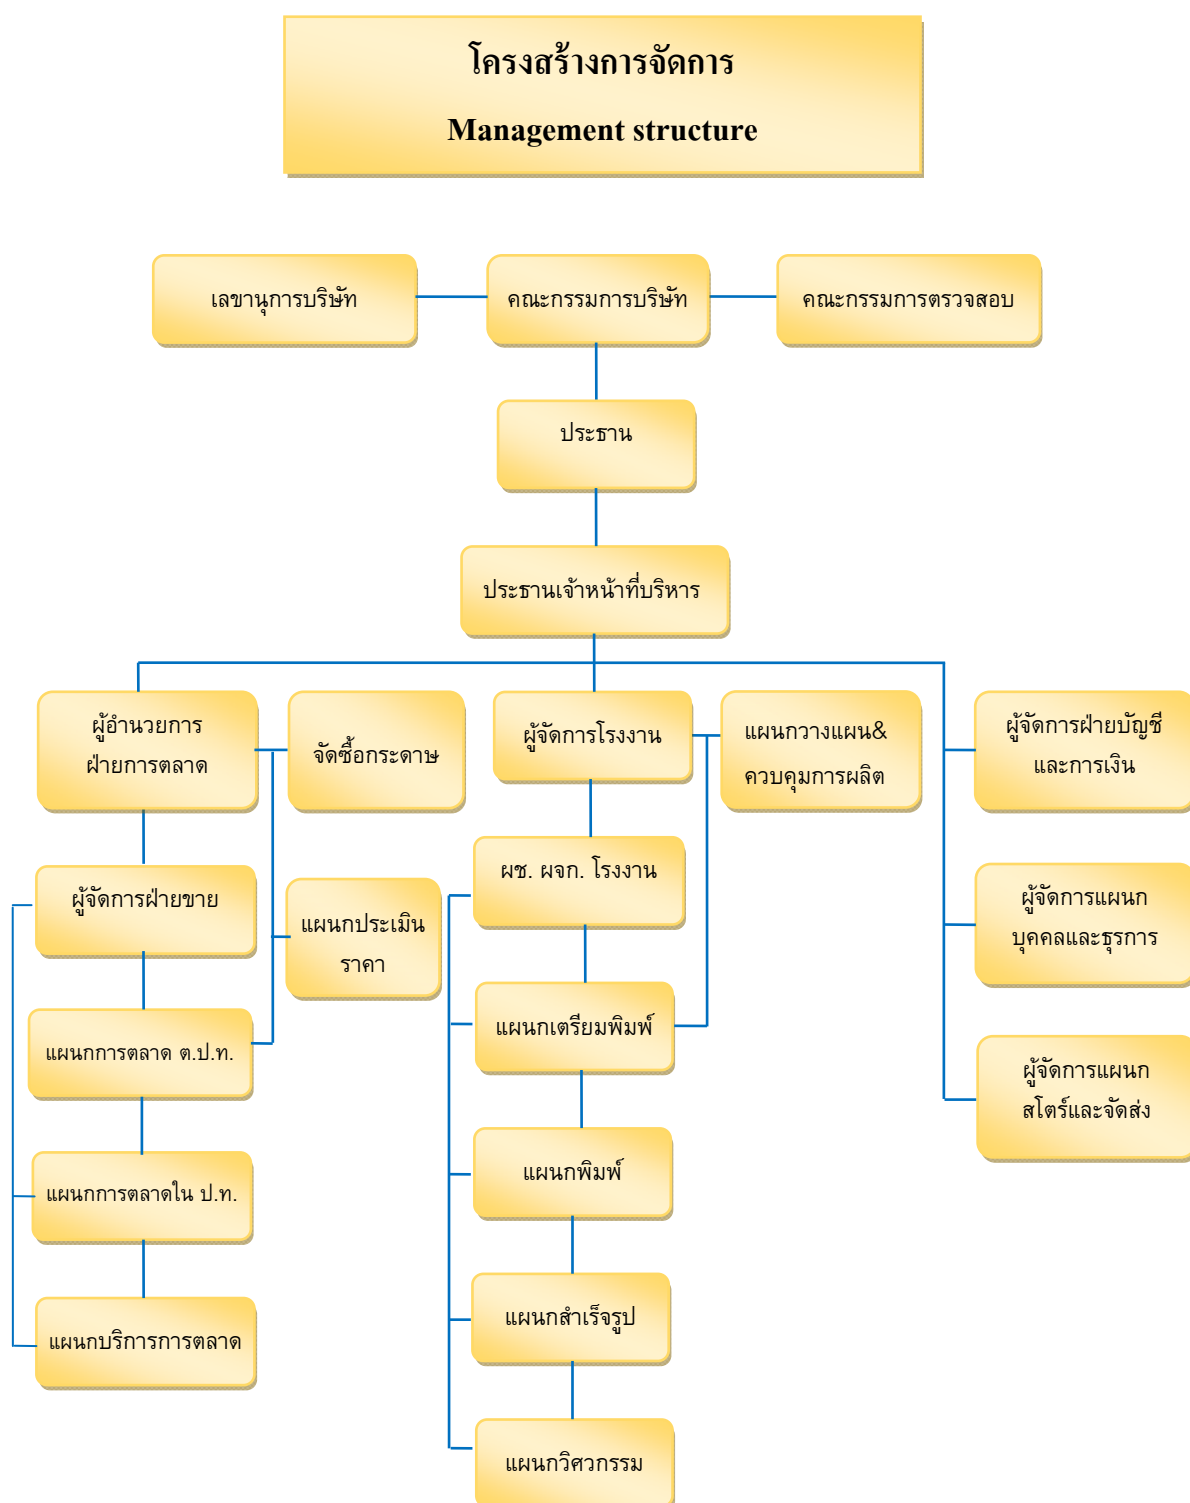 โครงสร้างการจัดการ
Management structure
เลขานุการบริษัท
คณะกรรมการบริษัท
คณะกรรมการตรวจสอบ
ประธาน
ประธานเจ้าหน้าที่บริหาร
ผู้อำนวยการ
ฝ่ายการตลาด
จัดซื้อกระดาษ
ผู้จัดการโรงงาน
แผนกวางแผน&
ควบคุมการผลิต
ผู้จัดการฝ่ายบัญชี
และการเงิน
ผู้จัดการฝ่ายขาย
แผนกประเมิน
ราคา
ผช. ผจก. โรงงาน
ผู้จัดการแผนก
บุคคลและธุรการ
แผนกการตลาด ต.ป.ท.
แผนกเตรียมพิมพ์
ผู้จัดการแผนก
สโตร์และจัดส่ง
แผนกการตลาดใน ป.ท.
แผนกพิมพ์
แผนกบริการการตลาด
แผนกสำเร็จรูป
แผนกวิศวกรรม